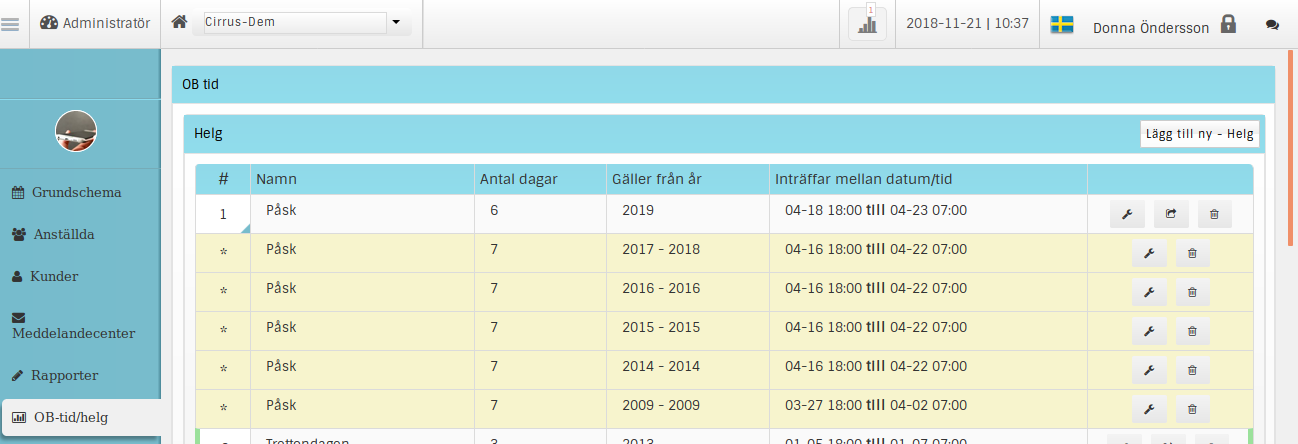 Administratör Cirrus-Dem 1 2018-11-21 | 10:37 Donna Öndersson
OB tid
Helg Lägg till ny - Helg
# Namn Antal dagar Gäller från år Inträffar mellan datum/tid
1 Påsk 6 2019 04-18 18:00 till 04-23 07:00
* Påsk 7 2017 - 2018 04-16 18:00 till 04-22 07:00
* Påsk 7 2016 - 2016 04-16 18:00 till 04-22 07:00
* Påsk 7 2015 - 2015 04-16 18:00 till 04-22 07:00
* Påsk 7 2014 - 2014 04-16 18:00 till 04-22 07:00
* Påsk 7 2009 - 2009 03-27 18:00 till 04-02 07:00
Trettondagen 3 2013 01-05 18:00 till 01-07 07:00
Grundschema
Anställda
Kunder
Meddelandecenter
Rapporter
OB-tid/helg